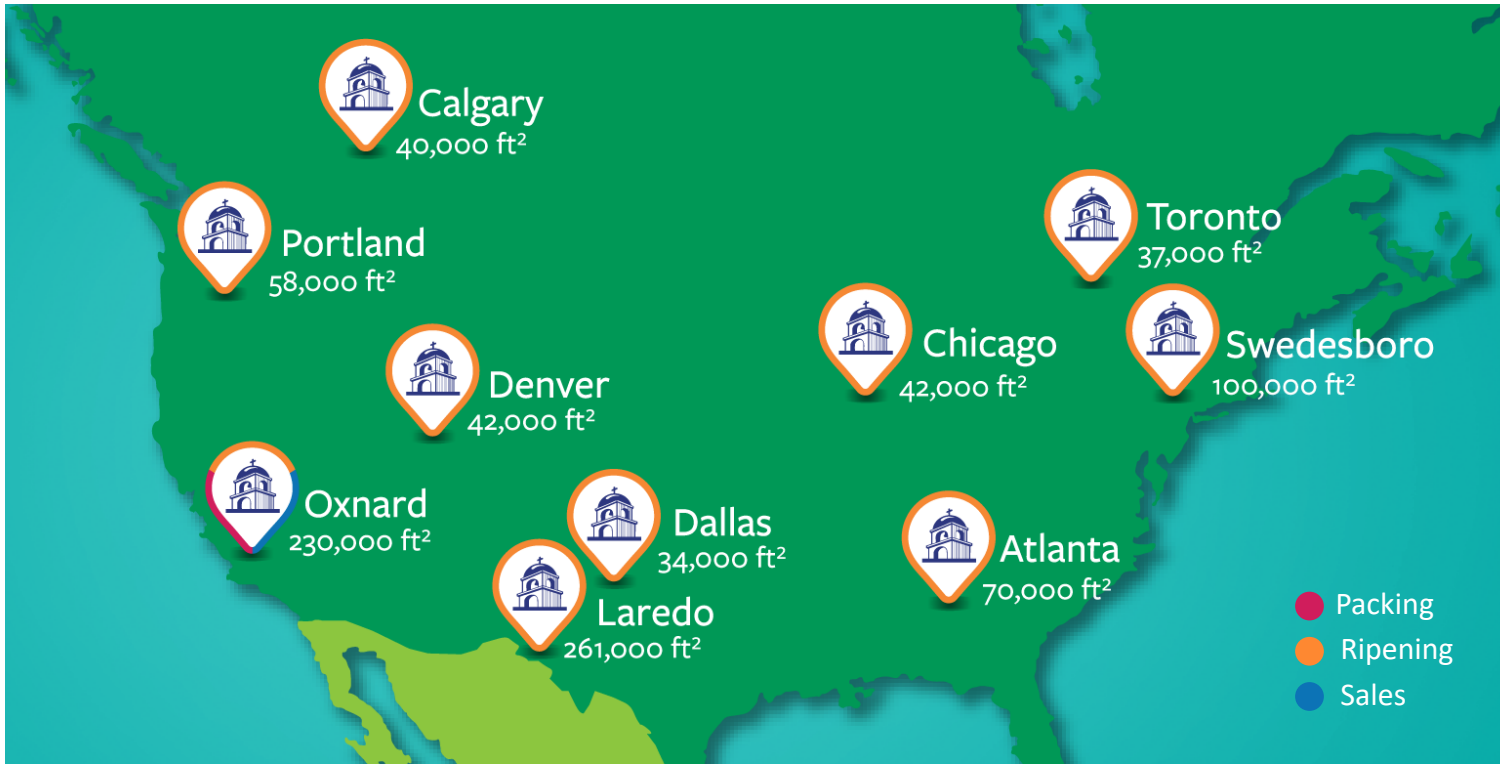 Calgary
40,000 ft²
Portland
58,000 ft²
Toronto
37,000 ft²
Chicago
42,000 ft²
Swedesboro
100,000 ft²
Denver
42,000 ft²
Oxnard
230,000 ft²
Dallas
34,000 ft²
Atlanta
70,000 ft²
Laredo
261,000 ft²
Packing
Ripening
Sales